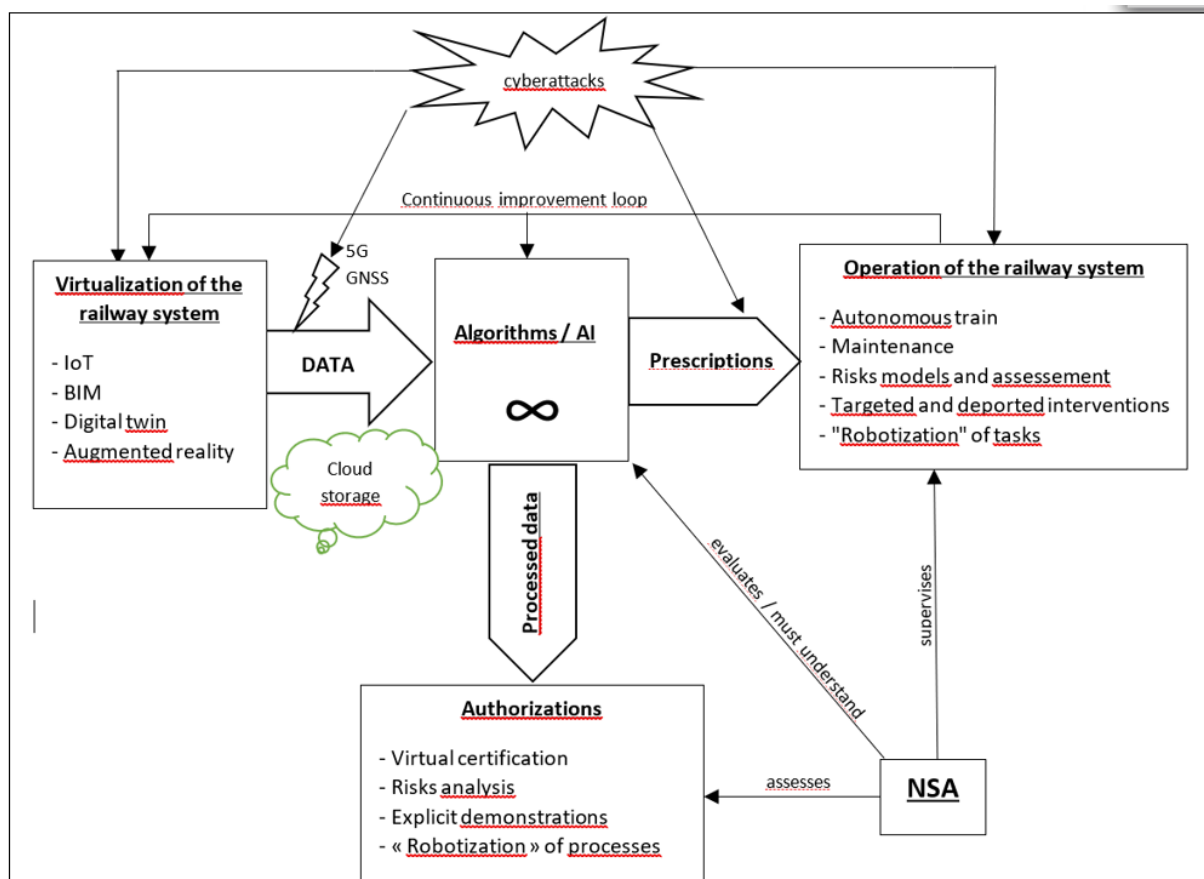 cyberattacks
Continuous improvement loop
5G
GNSS
Virtualization of the
railway system
- IoT
- BIM
- Digital twin
- Augmented reality
DATA
Cloud
storage
Algorithms / AI
∞
Prescriptions
Operation of the railway system
- Autonomous train
- Maintenance
- Risks models and assessement
- Targeted and deported interventions
- "Robotization" of tasks
Processed data
evaluates / must understand
supervises
Authorizations
- Virtual certification
- Risks analysis
- Explicit demonstrations
- « Robotization » of processes
assesses
NSA